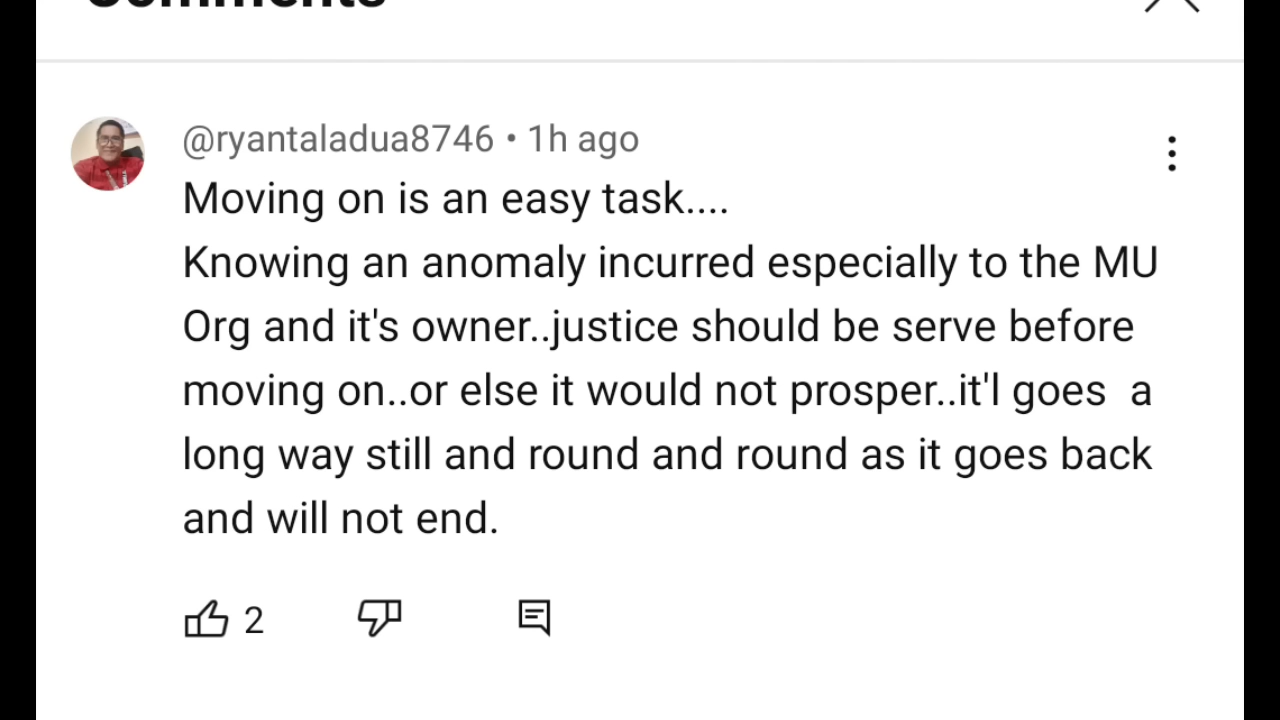 Comments
@ryantaladua8746 • 1h ago
Moving on is an easy task....
Knowing an anomaly incurred especially to the MU
Org and it's owner..justice should be serve before
moving on..or else it would not prosper..it'l goes  a
long way still and round and round as it goes back
and will not end.
2